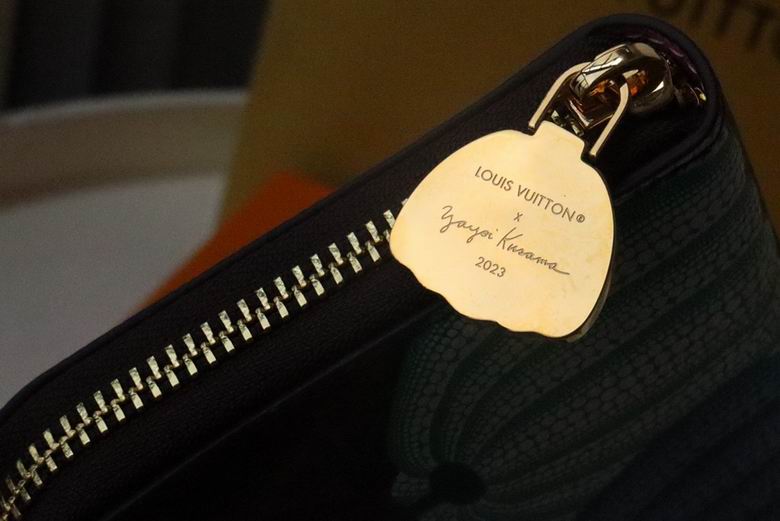 LOUIS VUITTON®
x
Yayoi Kusama
2023